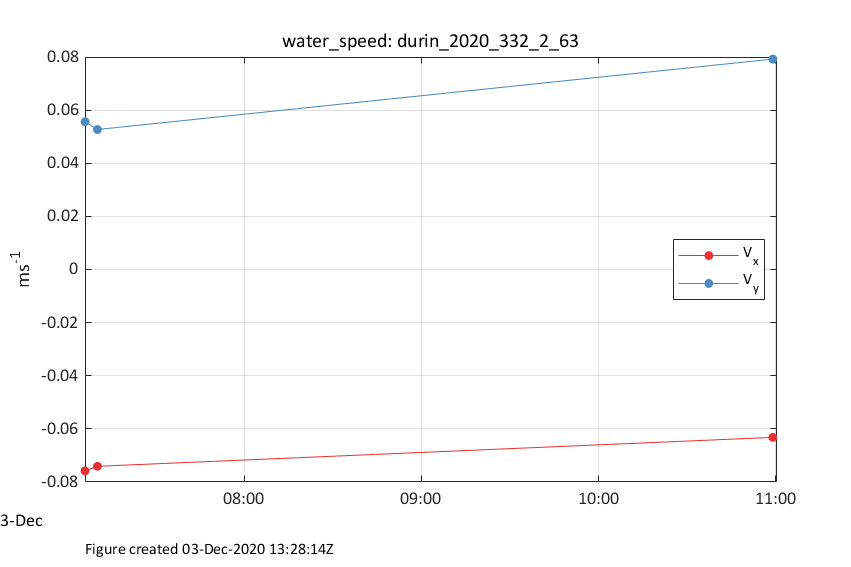 water_speed: durin_2020_332_2_63
0.08
0.06
0.04
0.02
0
-0.02
-0.04
-0.06
-0.08
ms-1
Vx
Vy
08:00 09:00 10:00 11:00
3-Dec
Figure created 03-Dec-2020 13:28:14Z